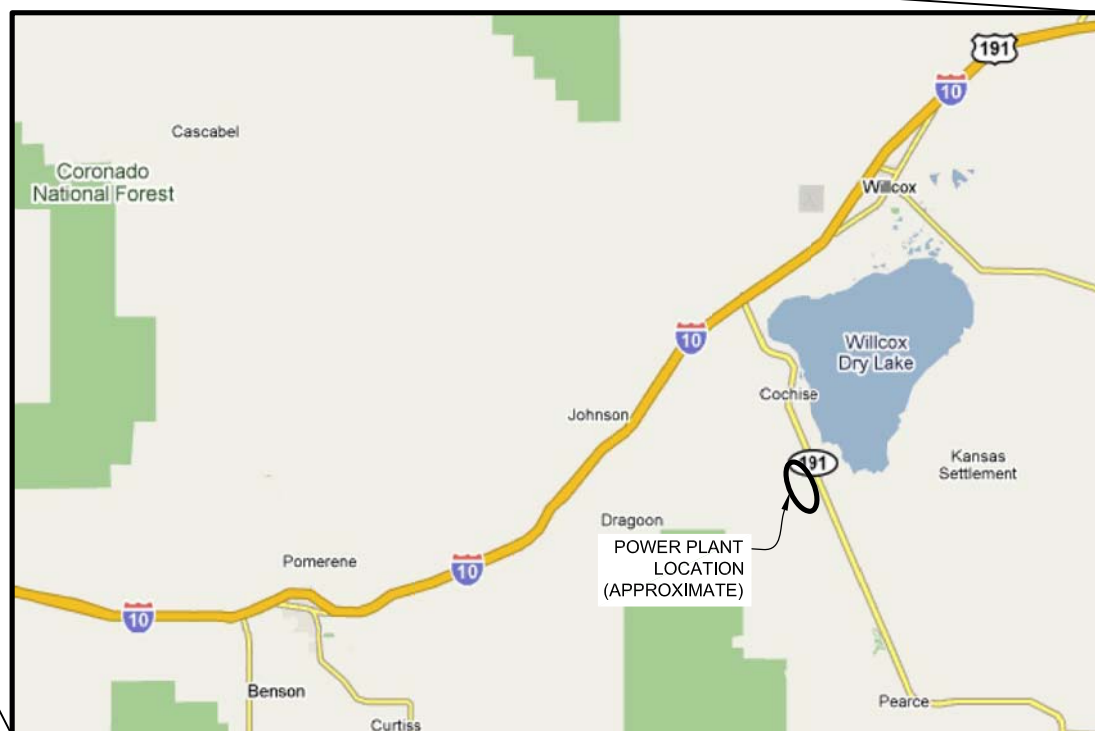 191
10
Cascabel
Coronado
National Forest
Willcox
10
Willcox
Dry Lake
Cochise
Johnson
191
Kansas
Settlement
Dragoon
POWER PLANT
LOCATION
(APPROXIMATE)
Pomerene
10
10
Benson
Pearce
Curtiss